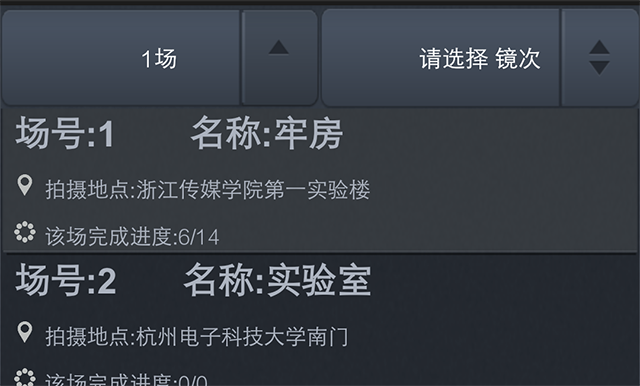 1场
请选择 镜次
场号:1 名称:牢房
拍摄地点:浙江传媒学院第一实验楼
该场完成进度:6/14
场号:2 名称:实验室
拍摄地点:杭州电子科技大学南门
该场完成进度:0/0